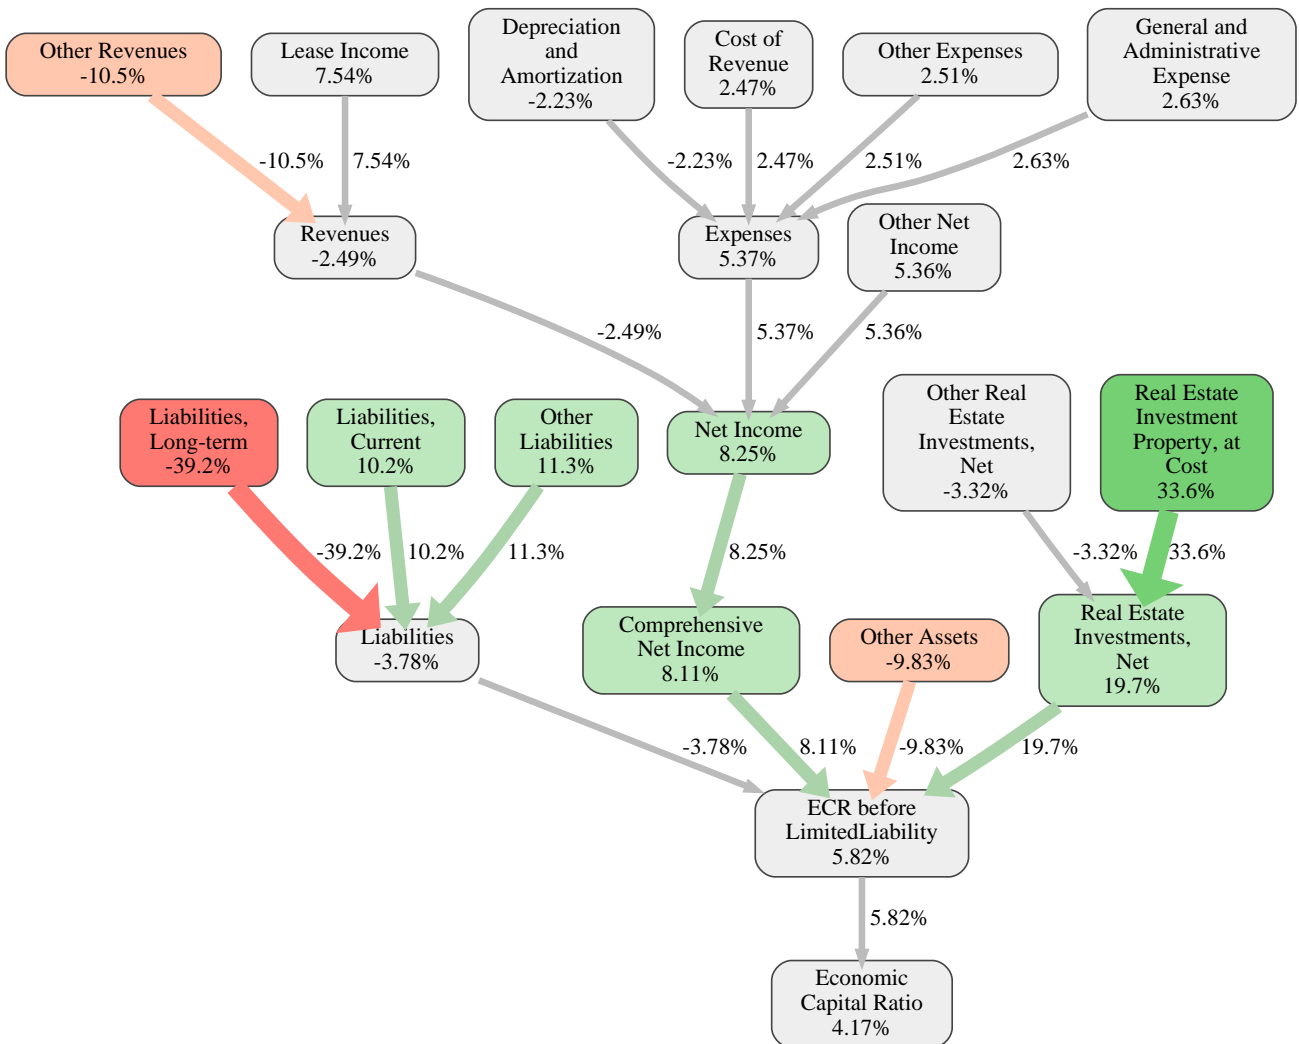 Other Revenues
-10.5%
Lease Income
7.54%
Depreciation
and
Amortization
-2.23%
Cost of
Revenue
2.47%
Other Expenses
2.51%
General and
Administrative
Expense
2.63%
-10.5%
7.54%
-2.23%
2.47%
2.51%
2.63%
Revenues
-2.49%
Expenses
5.37%
Other Net
Income
5.36%
-2.49%
5.37%
5.36%
Liabilities,
Long-term
-39.2%
Liabilities,
Current
10.2%
Other
Liabilities
11.3%
Net Income
8.25%
Other Real
Estate
Investments,
Net
-3.32%
Real Estate
Investment
Property, at
Cost
33.6%
-39.2%
10.2%
11.3%
8.25%
-3.32%
33.6%
Liabilities
-3.78%
Comprehensive
Net Income
8.11%
Other Assets
-9.83%
Real Estate
Investments,
Net
19.7%
-3.78%
8.11%
-9.83%
19.7%
ECR before
LimitedLiability
5.82%
5.82%
Economic
Capital Ratio
4.17%